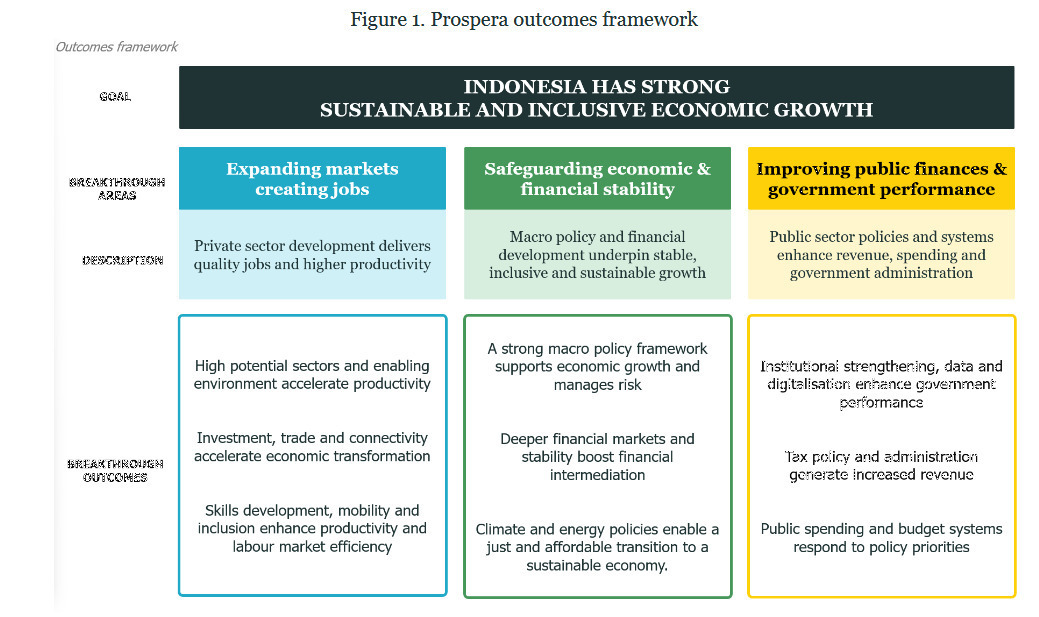 Figure 1. Prospera outcomes framework
Outcomes framework
GOAL
INDONESIA HAS STRONG
SUSTAINABLE AND INCLUSIVE ECONOMIC GROWTH
BREAKTHROUGH
AREAS
Expanding markets
creating jobs
Safeguarding economic &
financial stability
Improving public finances &
government performance
DESCRIPTION
Private sector development delivers
quality jobs and higher productivity
Macro policy and financial
development underpin stable,
inclusive and sustainable growth
Public sector policies and systems
enhance revenue, spending and
government administration
BREAKTHROUGH
OUTCOMES
High potential sectors and enabling
environment accelerate productivity
Investment, trade and connectivity
accelerate economic transformation
Skills development, mobility and
inclusion enhance productivity and
labour market efficiency
A strong macro policy framework
supports economic growth and
manages risk
Deeper financial markets and
stability boost financial
intermediation
Climate and energy policies enable a
just and affordable transition to a
sustainable economy.
Institutional strengthening, data and
digitalisation enhance government
performance
Tax policy and administration
generate increased revenue
Public spending and budget systems
respond to policy priorities